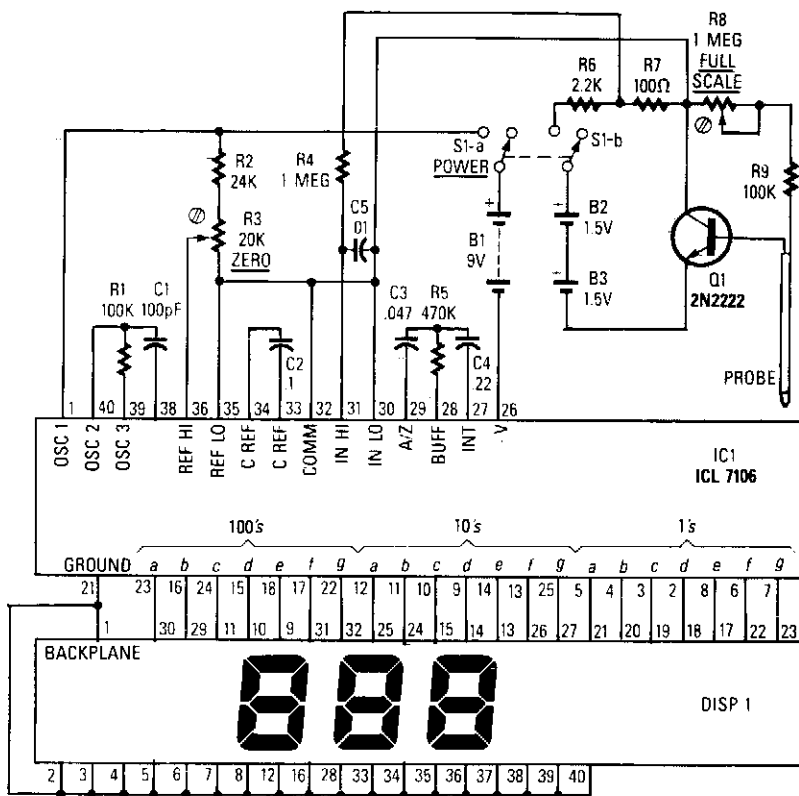 R8
1 MEG
FULL
SCALE
R6
2.2K
R7
100Ω
S1-a
POWER
S1-b
R2
24K
R4
1 MEG
R9
100K
C5
.01
R3
20K
ZERO
B1
9V
B2
1.5V
B3
1.5V
Q1
2N2222
R1
100K
C1
100pF
C2
.1
C3
.047
R5
470K
C4
.22
PROBE
1 40 39 38 36 35 34 33 32 31 30 29 28 27 26
OSC 1 OSC 2 OSC 3 REF HI REF LO C REF C REF COMM IN HI IN LO A/Z BUFF INT V
IC1
ICL 7106
100's 10's 1's
GROUND a b c d e f g a b c d e f g a b c d e f g
21 23 16 24 15 18 17 22 12 11 10 9 14 13 25 5 4 3 2 8 6 7
1 30 29 11 10 9 31 32 25 24 15 14 13 26 27 21 20 19 18 17 22 23
BACKPLANE
888
DISP 1
2 3 4 5 6 7 8 12 16 28 33 34 35 36 37 38 39 40